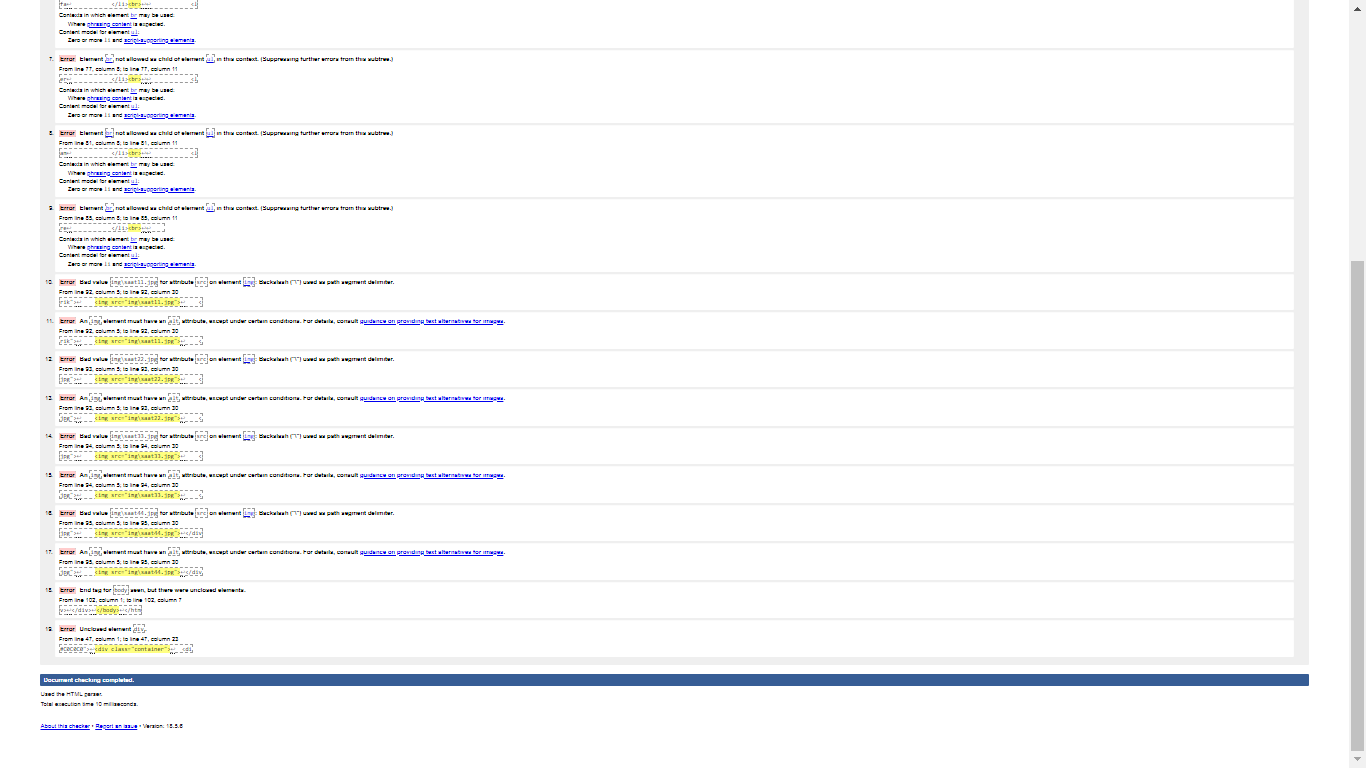 </li><br>↩
Contexts in which element br may be used:
Where phrasing content is expected.
Content model for element ul:
Zero or more li and script-supporting elements.
7. Error Element br not allowed as child of element ul in this context. (Suppressing further errors from this subtree.)
From line 77, column 8; to line 77, column 11
er↩ </li><br>↩ <l
Contexts in which element br may be used:
Where phrasing content is expected.
Content model for element ul:
Zero or more li and script-supporting elements.
8. Error Element br not allowed as child of element ul in this context. (Suppressing further errors from this subtree.)
From line 81, column 8; to line 81, column 11
am↩ </li><br>↩ <l
Contexts in which element br may be used:
Where phrasing content is expected.
Content model for element ul:
Zero or more li and script-supporting elements.
9. Error Element br not allowed as child of element ul in this context. (Suppressing further errors from this subtree.)
From line 85, column 8; to line 85, column 11
</li><br>↩
Contexts in which element br may be used:
Where phrasing content is expected.
Content model for element ul:
Zero or more li and script-supporting elements.
10. Error Bad value img\saat11.jpg for attribute src on element img: Backslash ("\") used as path segment delimiter.
From line 92, column 5; to line 92, column 30
rik">↩ <img src="img\saat11.jpg">↩ <
11. Error An img element must have an alt attribute, except under certain conditions. For details, consult guidance on providing text alternatives for images.
From line 92, column 5; to line 92, column 30
rik">↩ <img src="img\saat11.jpg">↩ <
12. Error Bad value img\saat22.jpg for attribute src on element img: Backslash ("\") used as path segment delimiter.
From line 93, column 5; to line 93, column 30
jpg">↩ <img src="img\saat22.jpg">↩ <
13. Error An img element must have an alt attribute, except under certain conditions. For details, consult guidance on providing text alternatives for images.
From line 93, column 5; to line 93, column 30
jpg">↩ <img src="img\saat22.jpg">↩ <
14. Error Bad value img\saat33.jpg for attribute src on element img: Backslash ("\") used as path segment delimiter.
From line 94, column 5; to line 94, column 30
jpg">↩ <img src="img\saat33.jpg">↩ <
15. Error An img element must have an alt attribute, except under certain conditions. For details, consult guidance on providing text alternatives for images.
From line 94, column 5; to line 94, column 30
jpg">↩ <img src="img\saat33.jpg">↩ <
16. Error Bad value img\saat44.jpg for attribute src on element img: Backslash ("\") used as path segment delimiter.
From line 95, column 5; to line 95, column 30
jpg">↩ <img src="img\saat44.jpg">↩</div
17. Error An img element must have an alt attribute, except under certain conditions. For details, consult guidance on providing text alternatives for images.
From line 95, column 5; to line 95, column 30
jpg">↩ <img src="img\saat44.jpg">↩</div
18. Error End tag for body seen, but there were unclosed elements.
From line 102, column 1; to line 102, column 7
v>↩</div>↩</body>↩</htm
19. Error Unclosed element div.
From line 47, column 1; to line 47, column 23
#C0C0C0">↩<div class="container">↩ <di
Document checking completed.
Used the HTML parser.
Total execution time 10 milliseconds.
About this checker • Report an issue • Version: 18.5.6